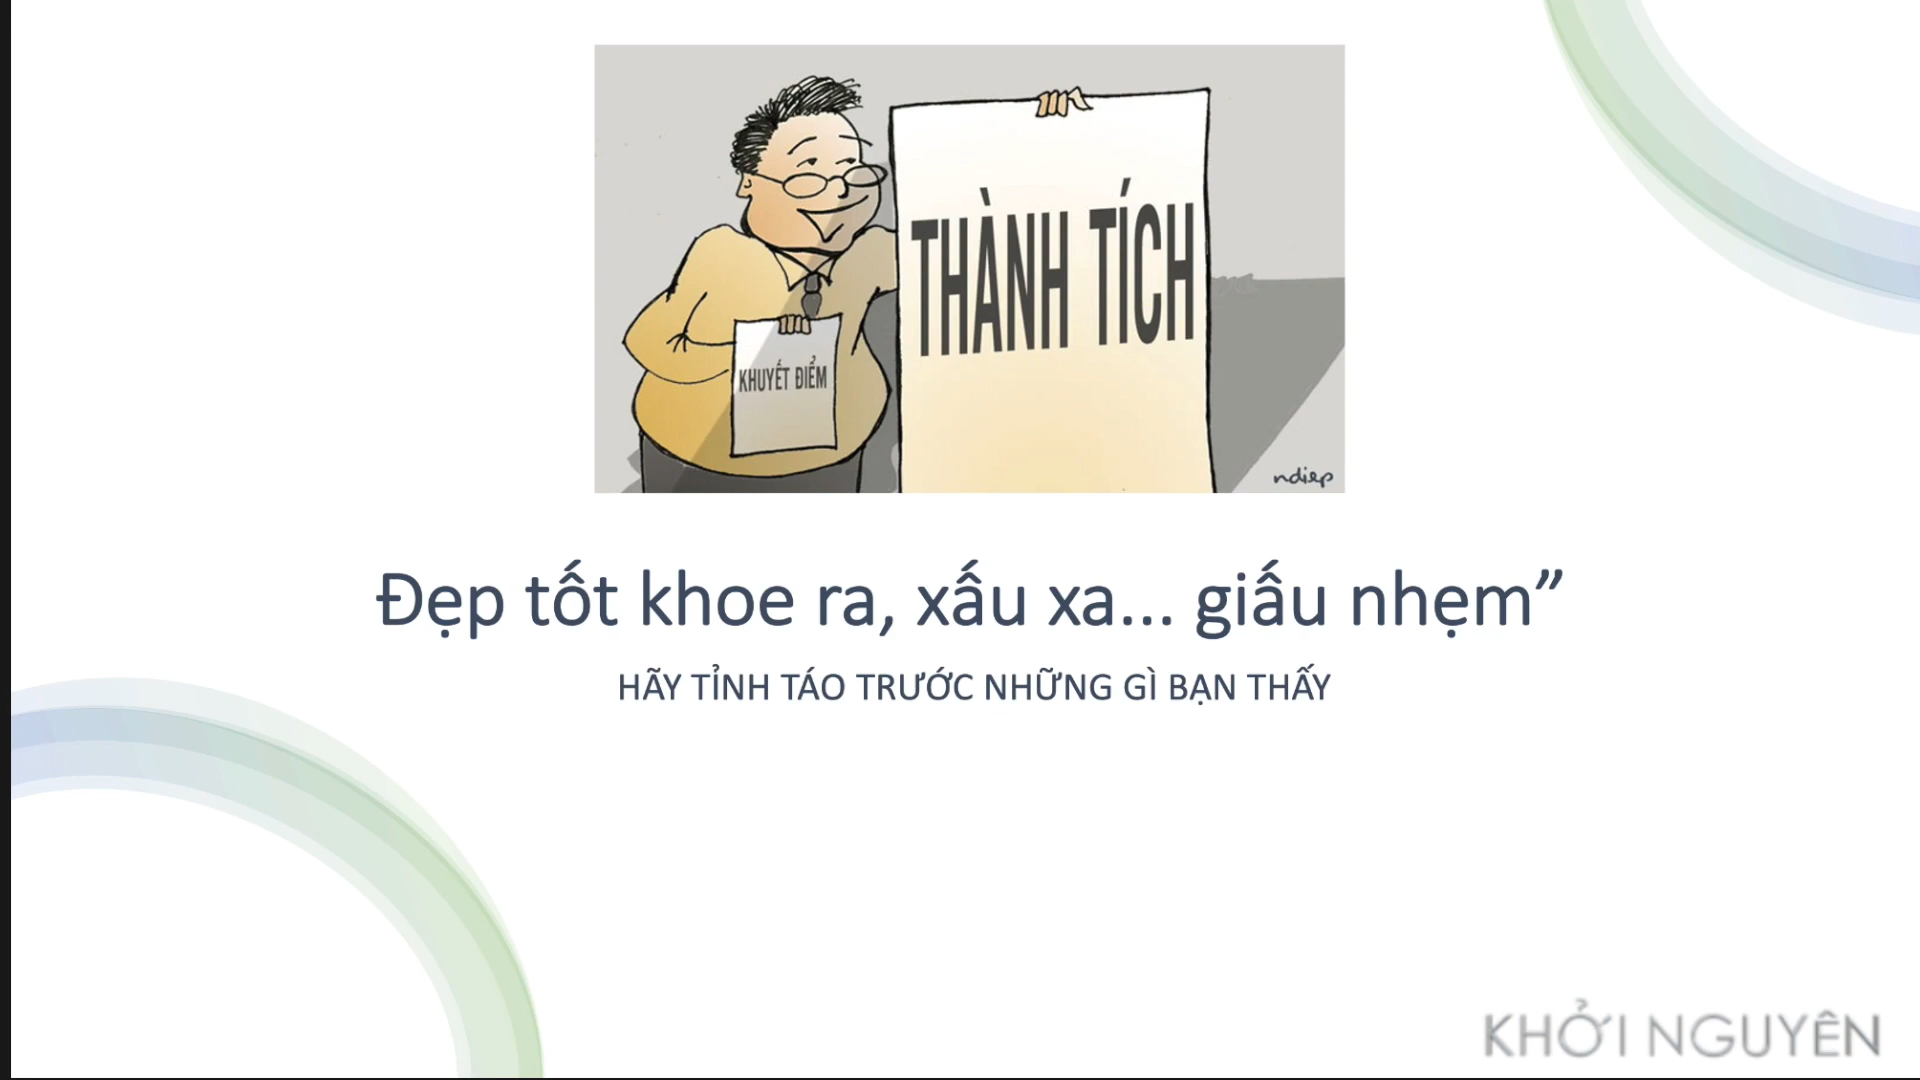 THÀNH TÍCH
KHUYẾT ĐIỂM
ndiep
Đẹp tốt khoe ra, xấu xa... giấu nhẹm”
HÃY TỈNH TÁO TRƯỚC NHỮNG GÌ BẠN THẤY
KHỞI NGUYÊN